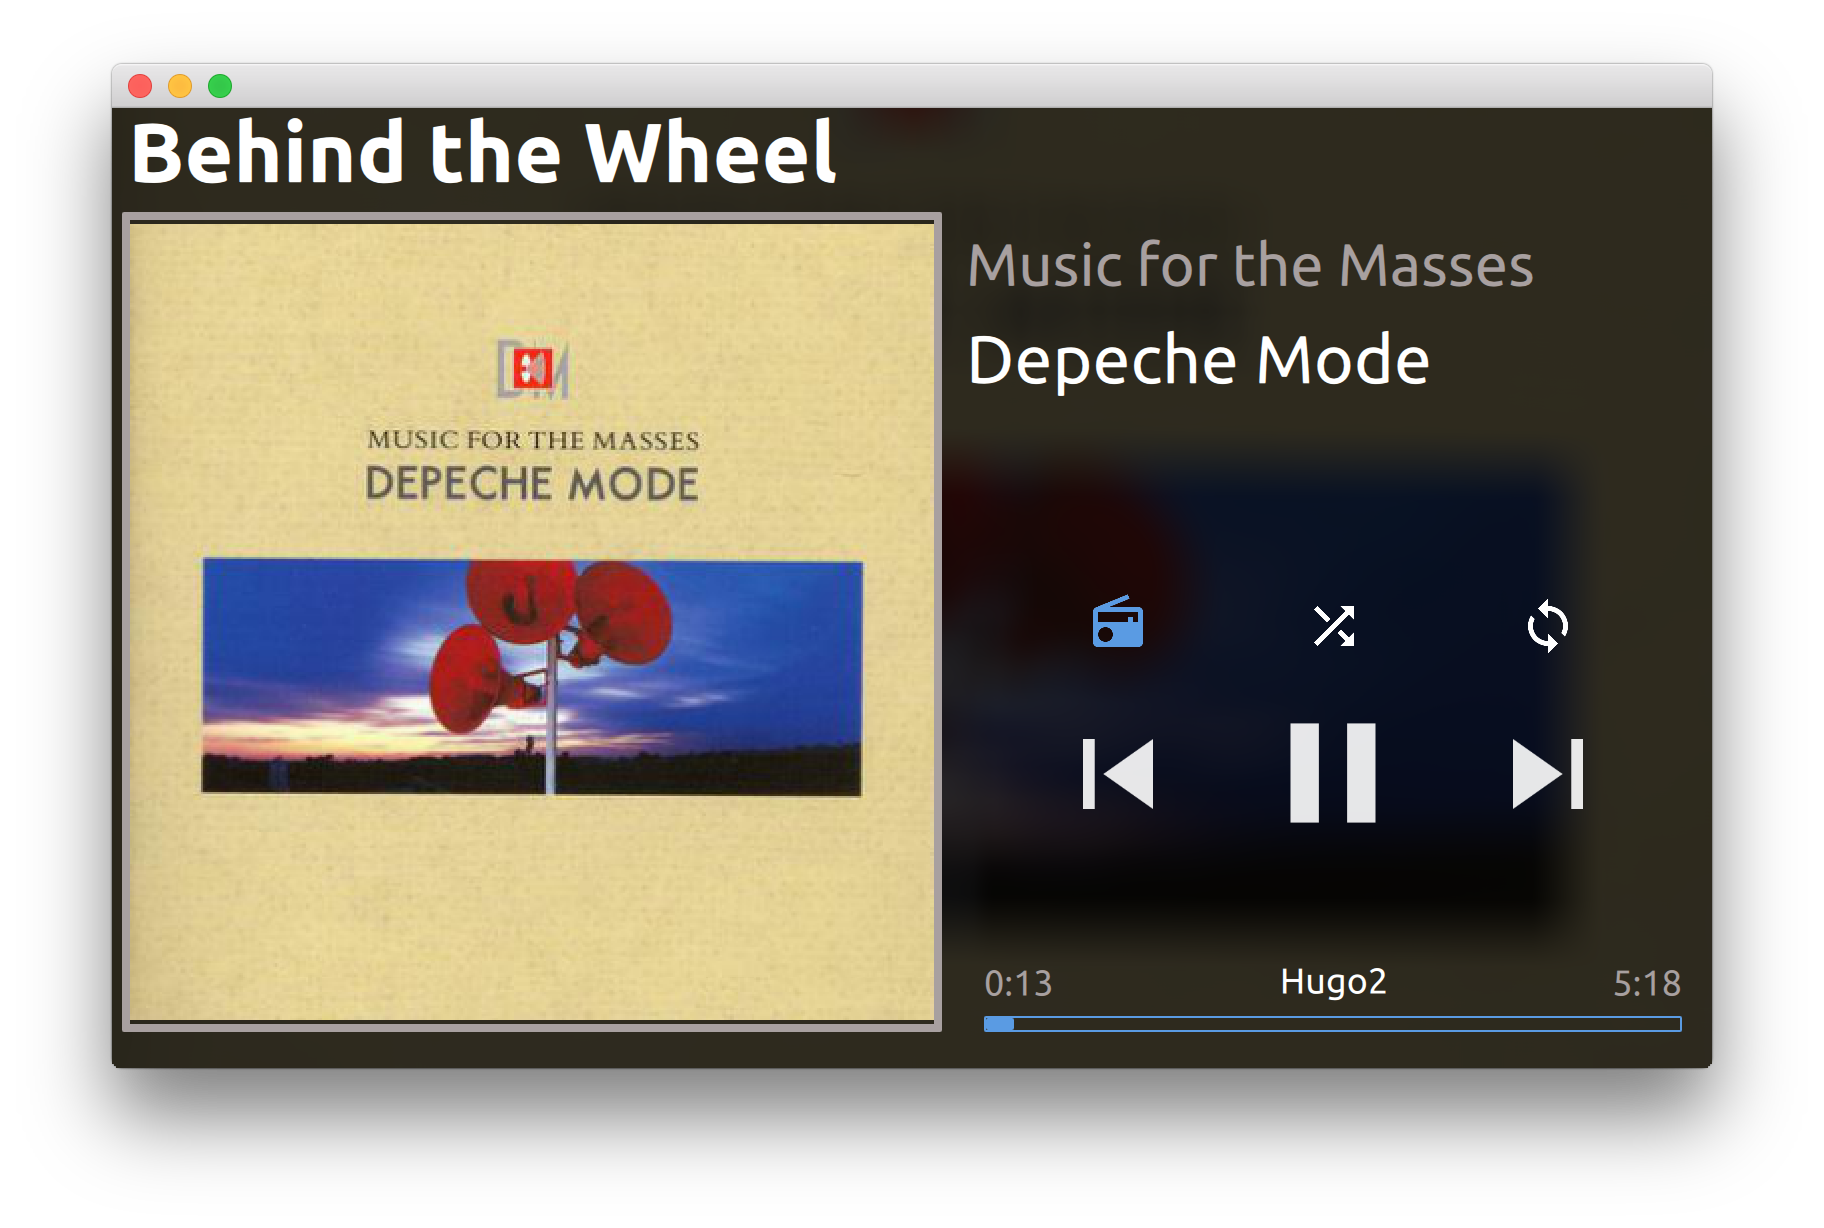 Behind the Wheel
DM
MUSIC FOR THE MASSES
DEPECHE MODE
Music for the Masses
Depeche Mode
0:13 Hugo2 5:18